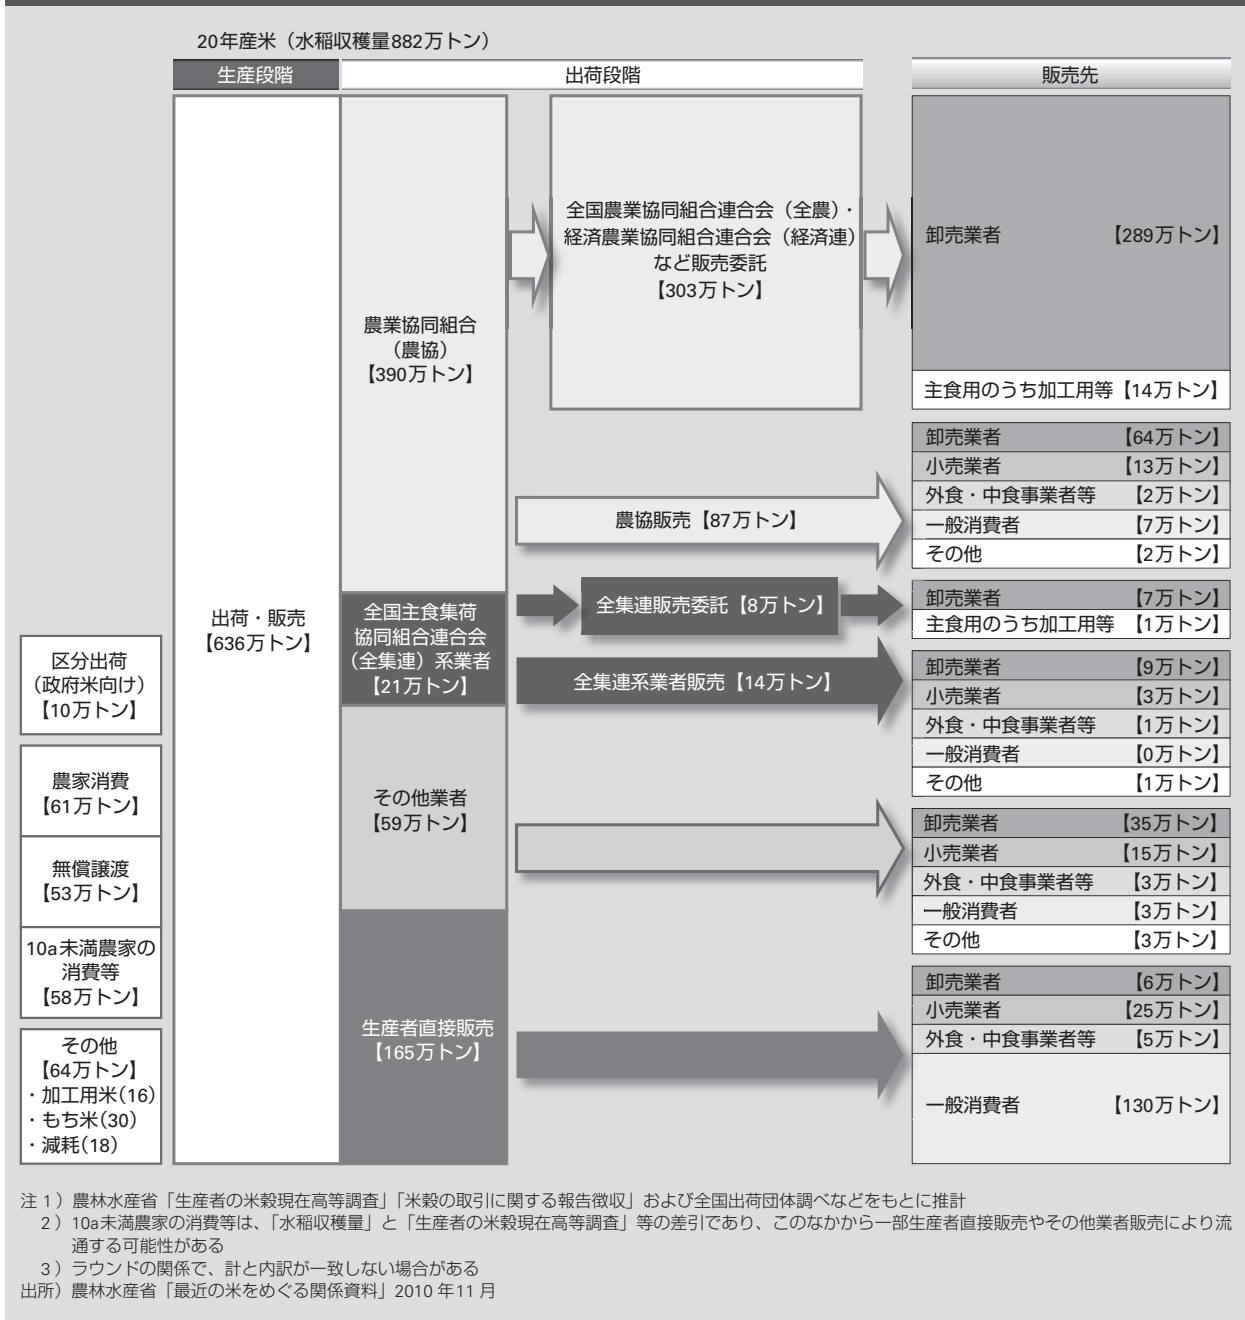 20年産米（水稲収穫量882万トン）
生産段階
出荷段階
販売先
区分出荷
（政府米向け）
【10万トン】
農家消費
【61万トン】
無償譲渡
【53万トン】
10a未満農家の
消費等
【58万トン】
その他
【64万トン】
・加工用米（16）
・もち米（30）
・減耗（18）
出荷・販売
【636万トン】
農業協同組合
（農協）
【390万トン】
全国主食集荷
協同組合連合会
（全集連）系業者
【21万トン】
その他業者
【59万トン】
生産者直接販売
【165万トン】
全国農業協同組合連合会（全農）・
経済農業協同組合連合会（経済連）
など販売委託
【303万トン】
農協販売【87万トン】
全集連販売委託【8万トン】
全集連系業者販売【14万トン】
卸売業者 【289万トン】
主食用のうち加工用等【14万トン】
卸売業者 【64万トン】
小売業者 【13万トン】
外食・中食事業者等 【2万トン】
一般消費者 【7万トン】
その他 【2万トン】
卸売業者 【7万トン】
主食用のうち加工用等 【1万トン】
卸売業者 【9万トン】
小売業者 【3万トン】
外食・中食事業者等 【1万トン】
一般消費者 【0万トン】
その他 【1万トン】
卸売業者 【35万トン】
小売業者 【15万トン】
外食・中食事業者等 【3万トン】
一般消費者 【3万トン】
その他 【3万トン】
卸売業者 【6万トン】
小売業者 【25万トン】
外食・中食事業者等 【5万トン】
一般消費者 【130万トン】
注1）農林水産省「生産者の米穀現在高等調査」「米穀の取引に関する報告徴収」および全国出荷団体調べなどをもとに推計
2）10a未満農家の消費等は、「水稲収穫量」と「生産者の米穀現在高等調査」等の差引であり、このなかから一部生産者直接販売やその他業者販売により流
通する可能性がある
3）ラウンドの関係で、計と内訳が一致しない場合がある
出所）農林水産省「最近の米をめぐる関係資料」2010年11月